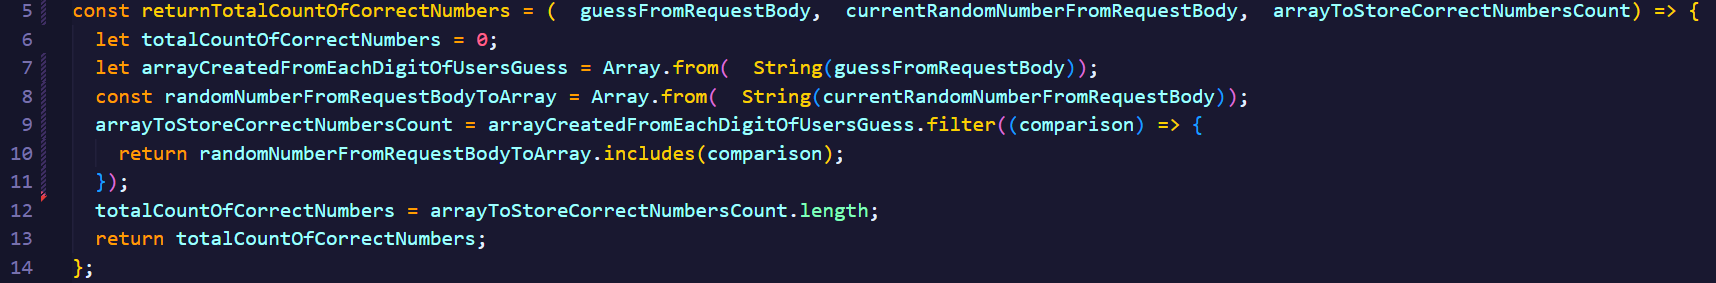 5 const returnTotalCountOfCorrectNumbers = (  guessFromRequestBody,  currentRandomNumberFromRequestBody,  arrayToStoreCorrectNumbersCount) => {
6   let totalCountOfCorrectNumbers = 0;
7   let arrayCreatedFromEachDigitOfUsersGuess = Array.from(  String(guessFromRequestBody));
8   const randomNumberFromRequestBodyToArray = Array.from(  String(currentRandomNumberFromRequestBody));
9   arrayToStoreCorrectNumbersCount = arrayCreatedFromEachDigitOfUsersGuess.filter((comparison) => {
10     return randomNumberFromRequestBodyToArray.includes(comparison);
11   });
12   totalCountOfCorrectNumbers = arrayToStoreCorrectNumbersCount.length;
13   return totalCountOfCorrectNumbers;
14 };